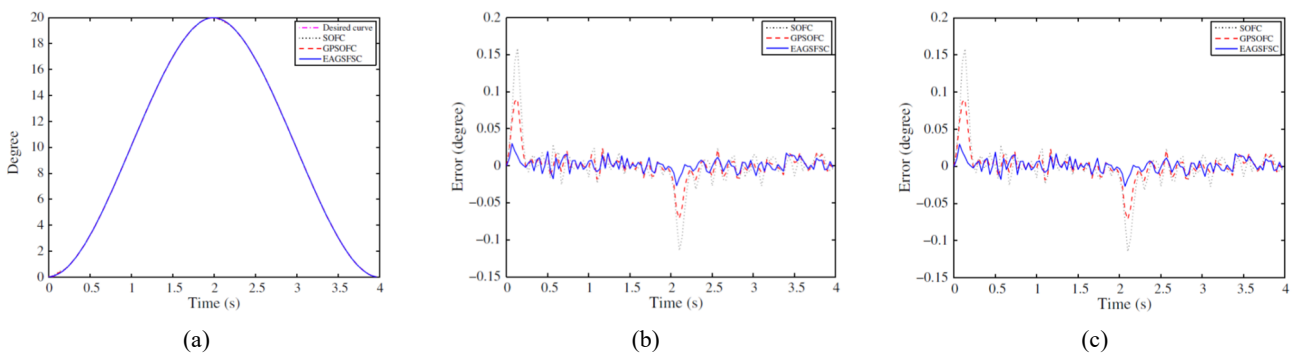 20
18
16
14
12
10
8
6
4
2
0
Degree
0 0.5 1 1.5 2 2.5 3 3.5 4
Time (s)
Desired curve
SOFC
GPSOFC
EAGSFSC
(a)
0.2
0.15
0.1
0.05
0
−0.05
−0.1
−0.15
Error (degree)
0 0.5 1 1.5 2 2.5 3 3.5 4
Time (s)
SOFC
GPSOFC
EAGSFSC
(b)
0.2
0.15
0.1
0.05
0
−0.05
−0.1
−0.15
Error (degree)
0 0.5 1 1.5 2 2.5 3 3.5 4
Time (s)
SOFC
GPSOFC
EAGSFSC
(c)